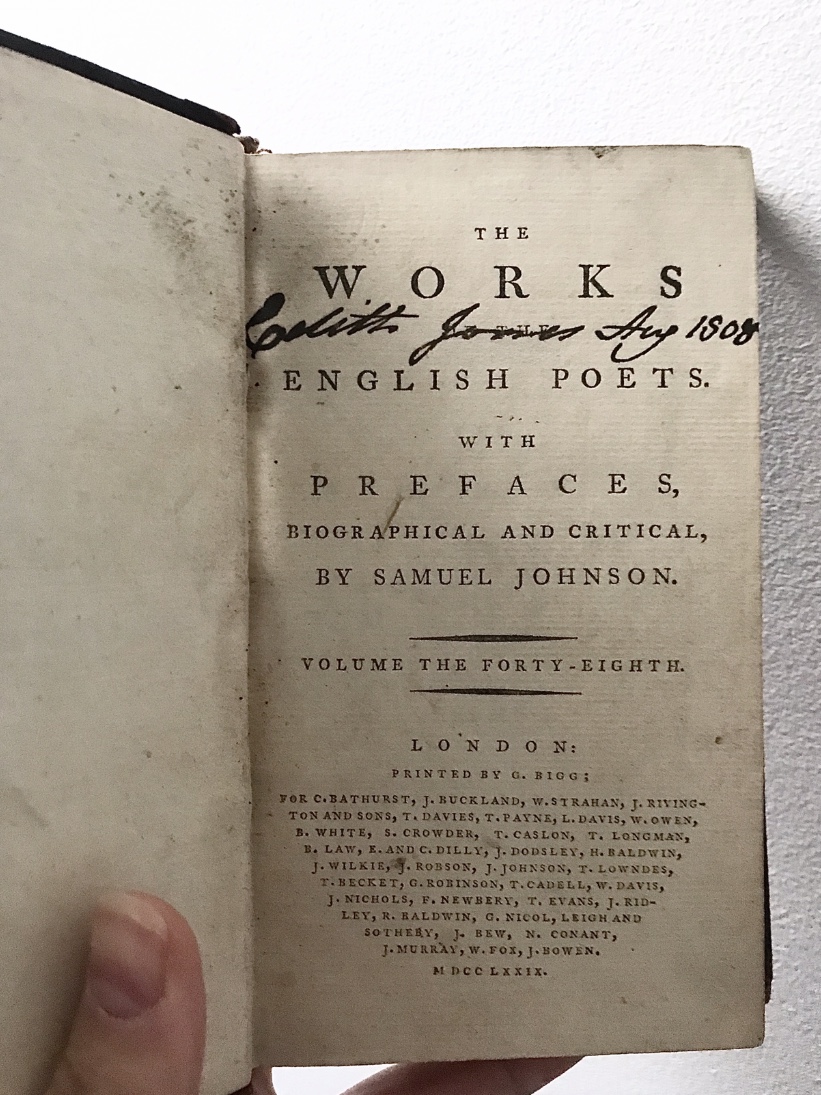 THE
WORKS
Edith Jones Aug 1808
OF THE
ENGLISH POETS.
WITH
PREFACES,
BIOGRAPHICAL AND CRITICAL,
BY SAMUEL JOHNSON.
VOLUME THE FORTY-EIGHTH.
LONDON:
PRINTED BY G. BIGG;
FOR C. BATHURST, J. BUCKLAND, W. STRAHAN, J. RIVING-
TON AND SONS, T. DAVIES, T. PAYNE, L. DAVIS, W. OWEN,
B. WHITE, S. CROWDER, T. CASLON, T. LONGMAN,
B. LAW, E. AND C. DILLY, J. DODSLEY, H. BALDWIN,
J. WILKIE, J. ROBSON, J. JOHNSON, T. LOWNDES,
T. BECKET, G. ROBINSON, T. CADELL, W. DAVIS,
J. NICHOLS, F. NEWBERY, T. EVANS, J. RID-
LEY, R. BALDWIN, G. NICOL, LEIGH AND
SOTHEBY, J. BEW, N. CONANT,
J. MURRAY, W. FOX, J. BOWEN.
MDCCLXXIX.